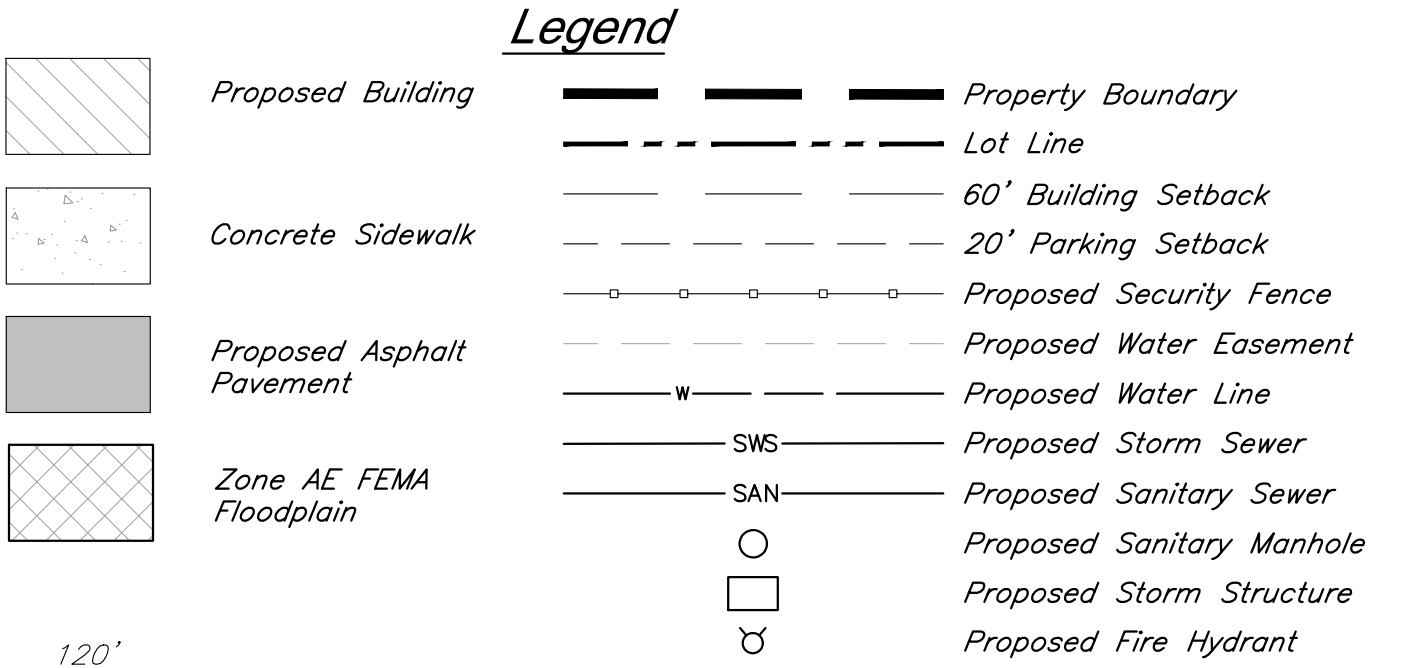 Legend
Proposed Building
Concrete Sidewalk
Proposed Asphalt
Pavement
Zone AE FEMA
Floodplain
120'
Property Boundary
Lot Line
60' Building Setback
20' Parking Setback
Proposed Security Fence
Proposed Water Easement
W Proposed Water Line
SWS Proposed Storm Sewer
SAN Proposed Sanitary Sewer
Proposed Sanitary Manhole
Proposed Storm Structure
Proposed Fire Hydrant